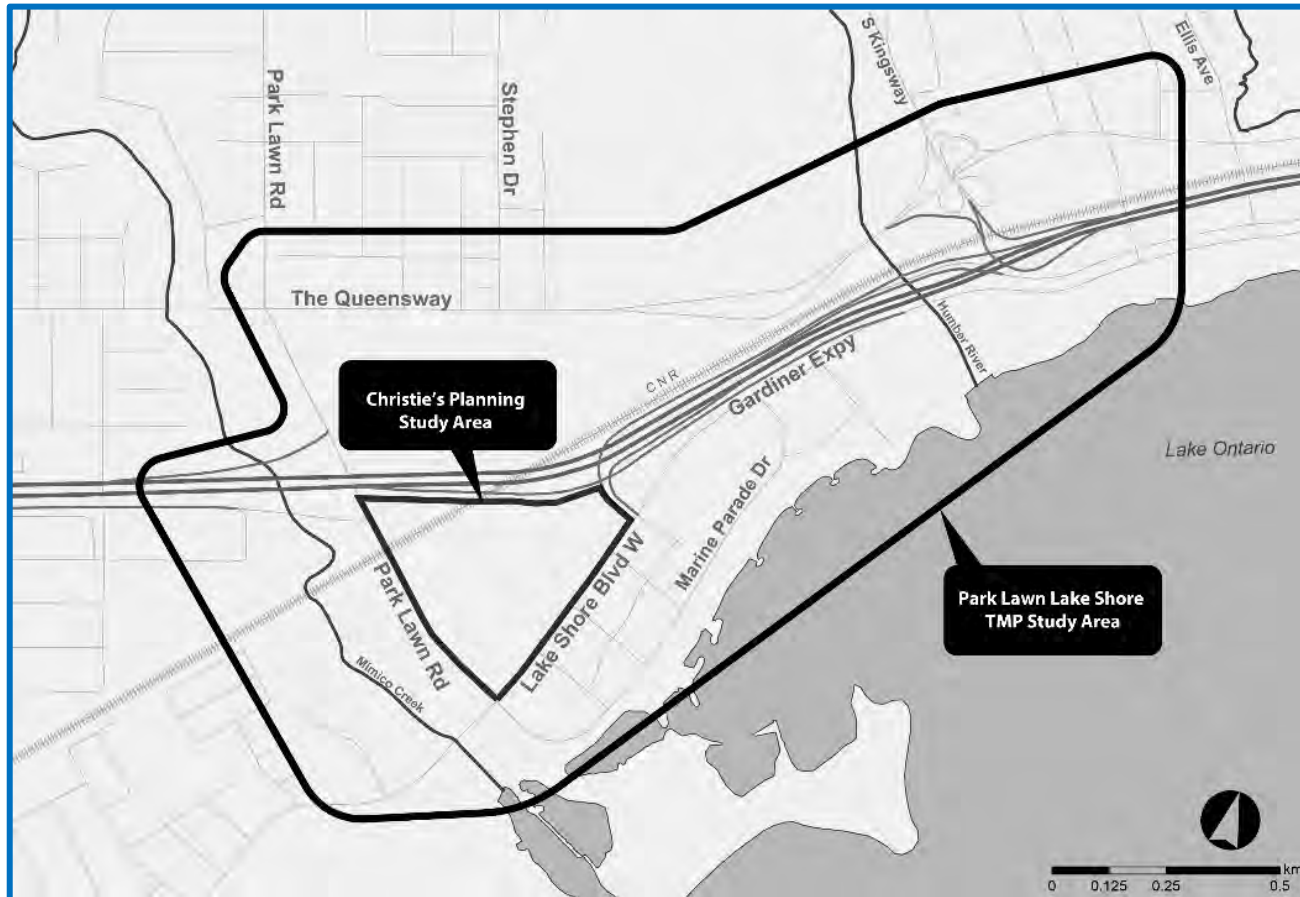 S Kingsway
Ellis Ave
Park Lawn Rd
Stephen Dr
The Queensway
Humber River
Christie's Planning
Study Area
CNR
Gardiner Expy
Lake Ontario
Marine Parade Dr
Park Lawn Rd
Lake Shore Blvd W
Park Lawn Lake Shore
TMP Study Area
Mimico Creek
km
0 0.125 0.25 0.5